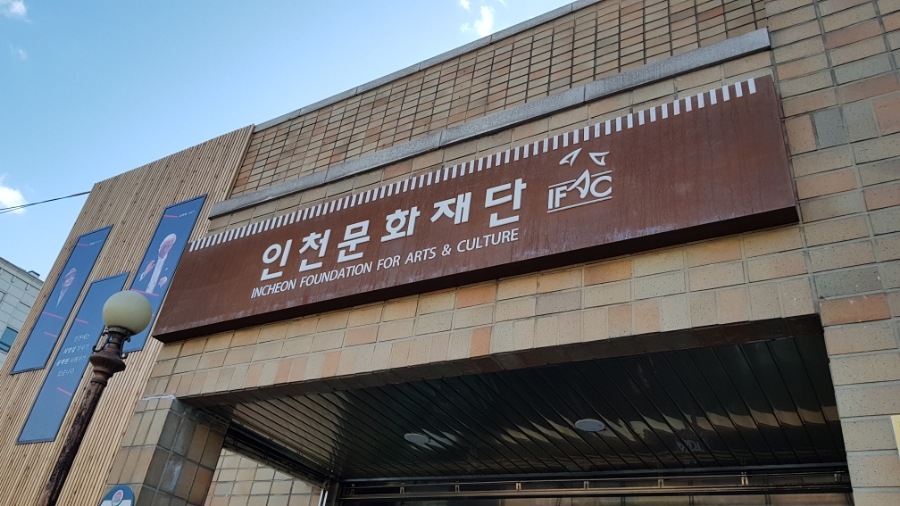 인천문화재단
INCHEON FOUNDATION FOR ARTS & CULTURE
IFAC